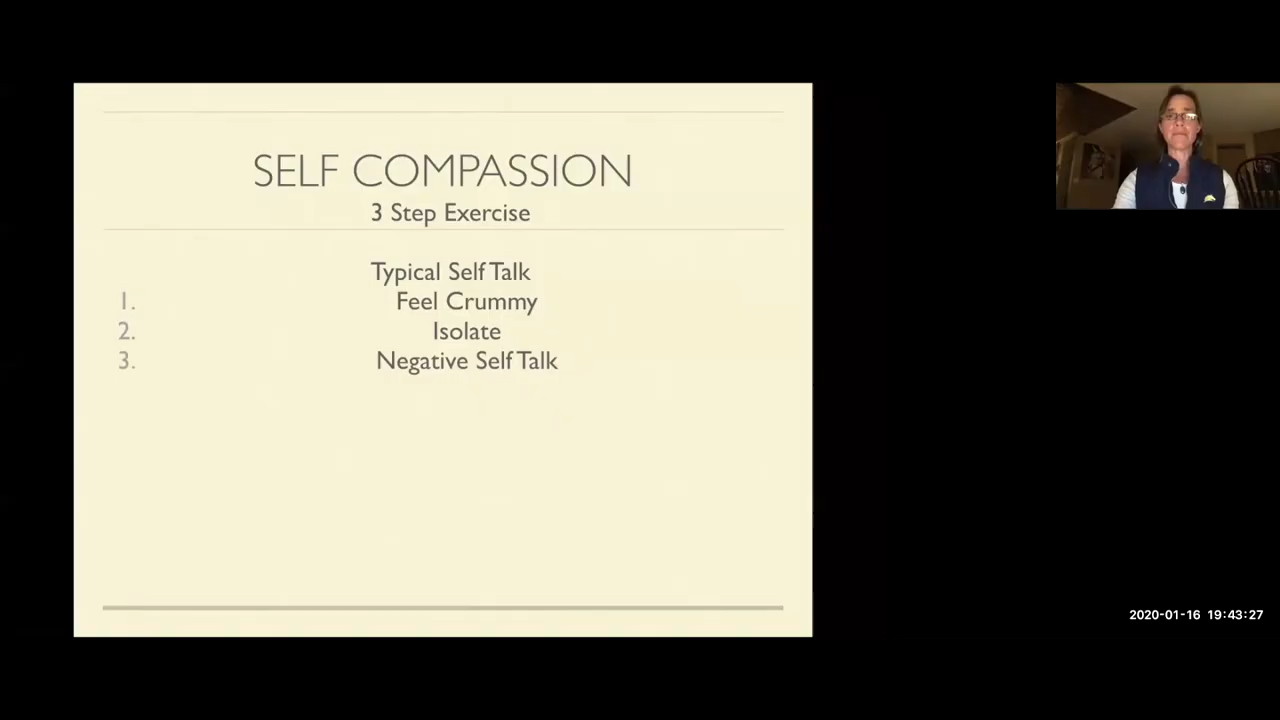 SELF COMPASSION
3 Step Exercise
Typical Self Talk
1. Feel Crummy
2. Isolate
3. Negative Self Talk
2020-01-16 19:43:27